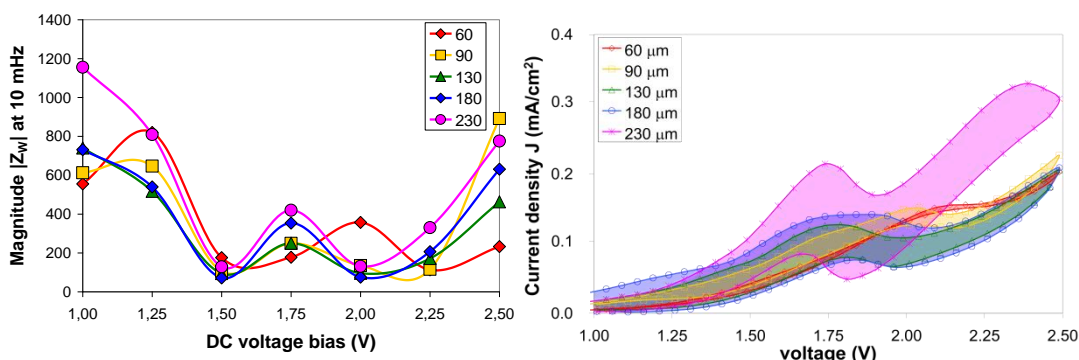 Magnitude |Z_W| at 10 mHz
1400
1200
1000
800
600
400
200
0
1,00 1,25 1,50 1,75 2,00 2,25 2,50
DC voltage bias (V)
60
90
130
180
230
Current density J (mA/cm²)
0.4
0.3
0.2
0.1
0.0
1.00 1.25 1.50 1.75 2.00 2.25 2.50
voltage (V)
60 μm
90 μm
130 μm
180 μm
230 μm